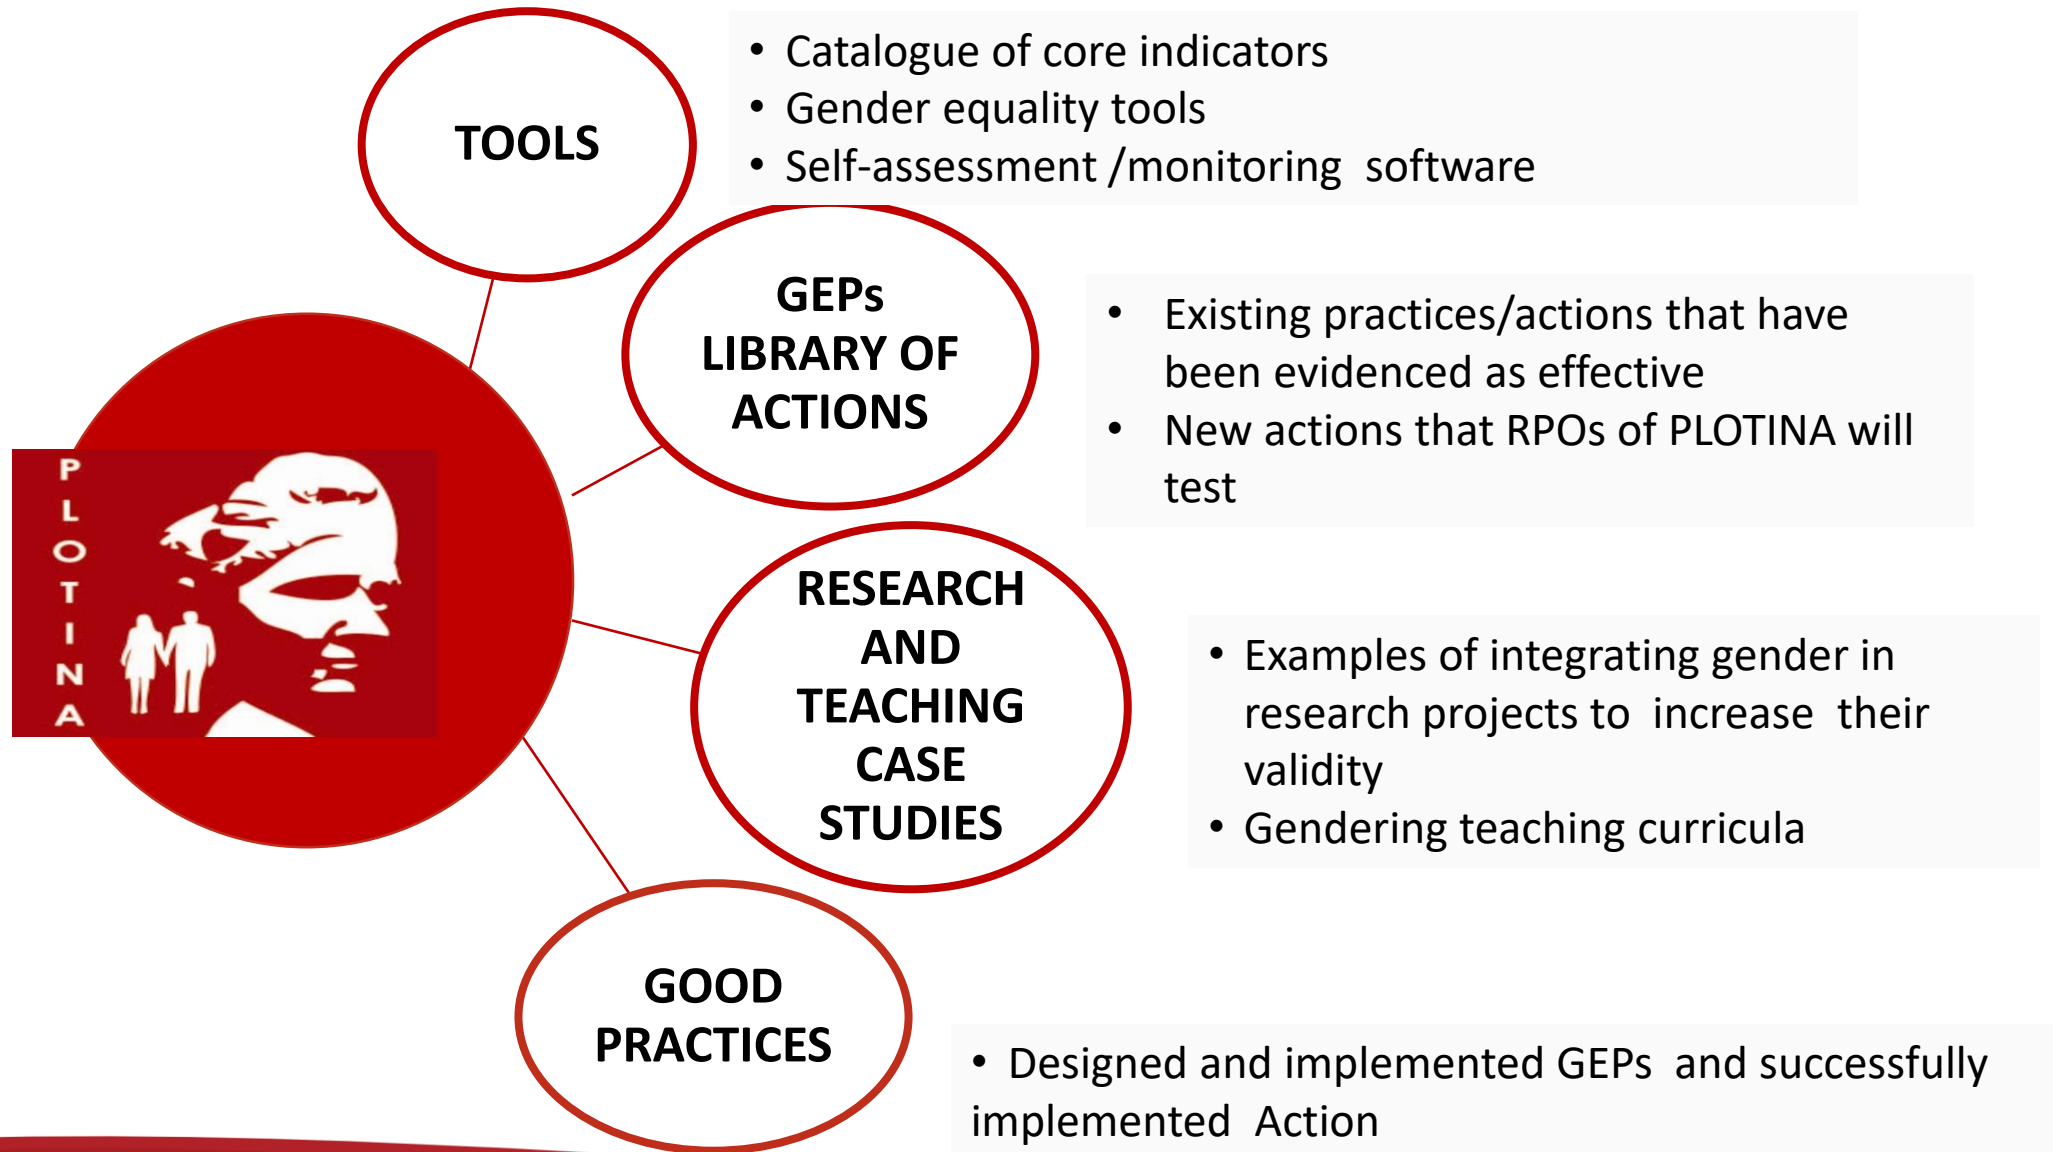 TOOLS
• Catalogue of core indicators
• Gender equality tools
• Self-assessment /monitoring software
GEPs
LIBRARY OF
ACTIONS
• Existing practices/actions that have
been evidenced as effective
• New actions that RPOs of PLOTINA will
test
PLOTINA
RESEARCH
AND
TEACHING
CASE
STUDIES
• Examples of integrating gender in
research projects to increase their
validity
• Gendering teaching curricula
GOOD
PRACTICES
• Designed and implemented GEPs and successfully
implemented Action